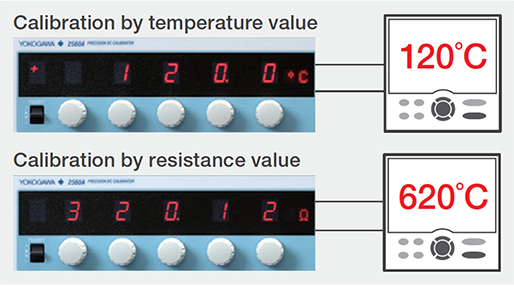 Calibration by temperature value
YOKOGAWA 2560A PRECISION DC CALIBRATOR
+ 1 2 0. 0 °C
120°C
Calibration by resistance value
YOKOGAWA 2560A PRECISION DC CALIBRATOR
3 2 0. 1 2 Ω
620°C